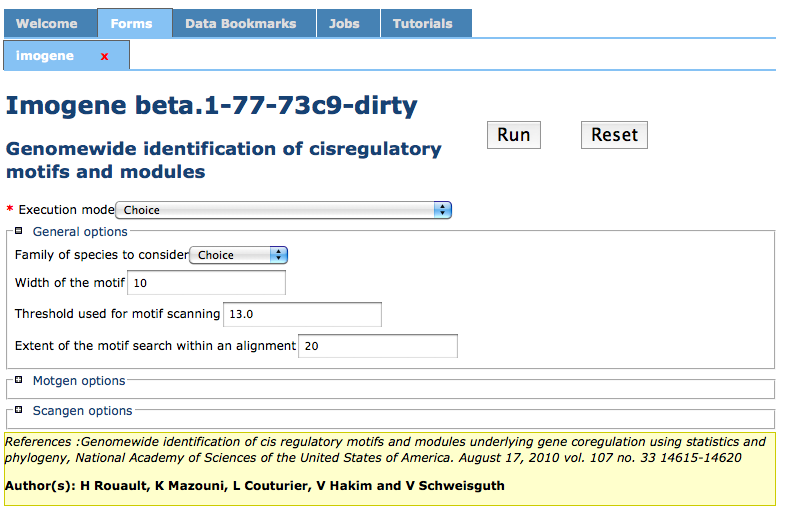 Welcome Forms Data Bookmarks Jobs Tutorials
imogene x
Imogene beta.1-77-73c9-dirty
Run Reset
Genomewide identification of cisregulatory
motifs and modules
* Execution mode Choice
General options
Family of species to consider Choice
Width of the motif 10
Threshold used for motif scanning 13.0
Extent of the motif search within an alignment 20
Motgen options
Scangen options
References :Genomewide identification of cis regulatory motifs and modules underlying gene coregulation using statistics and
phylogeny, National Academy of Sciences of the United States of America. August 17, 2010 vol. 107 no. 33 14615-14620
Author(s): H Rouault, K Mazouni, L Couturier, V Hakim and V Schweisguth